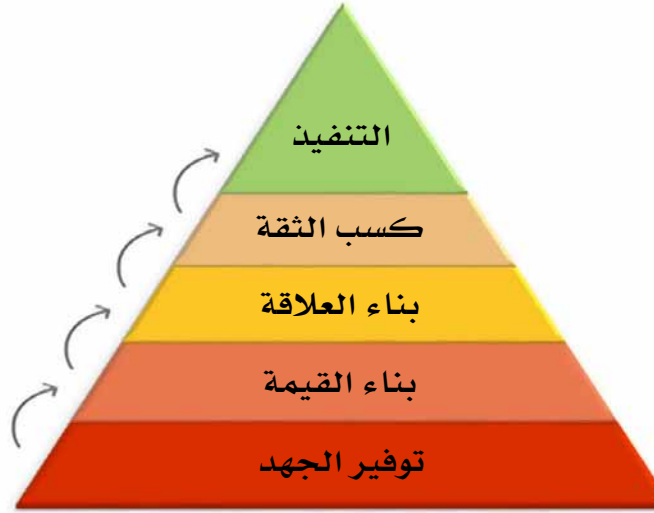 التنفيذ
كسب الثقة
بناء العلاقة
بناء القيمة
توفير الجهد